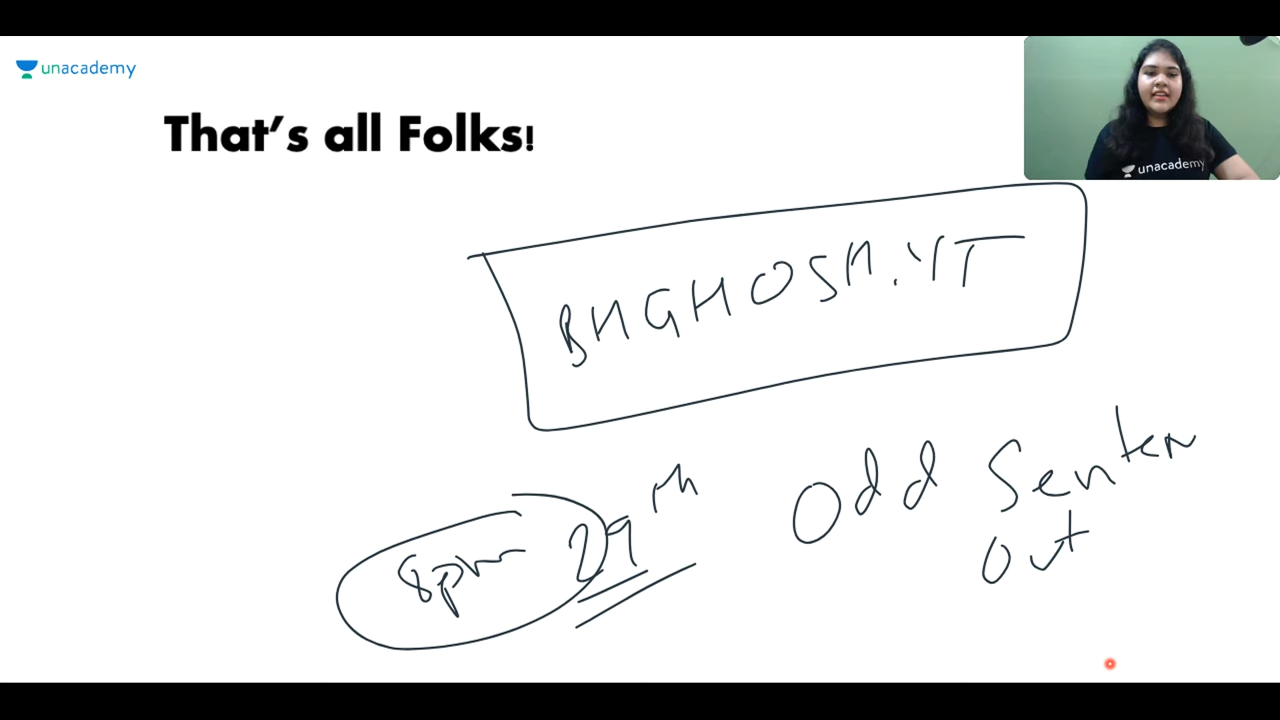 unacademy
That's all Folks!
unacademy
BHGHOSH.YT
8pm 29th
Odd Senten
out